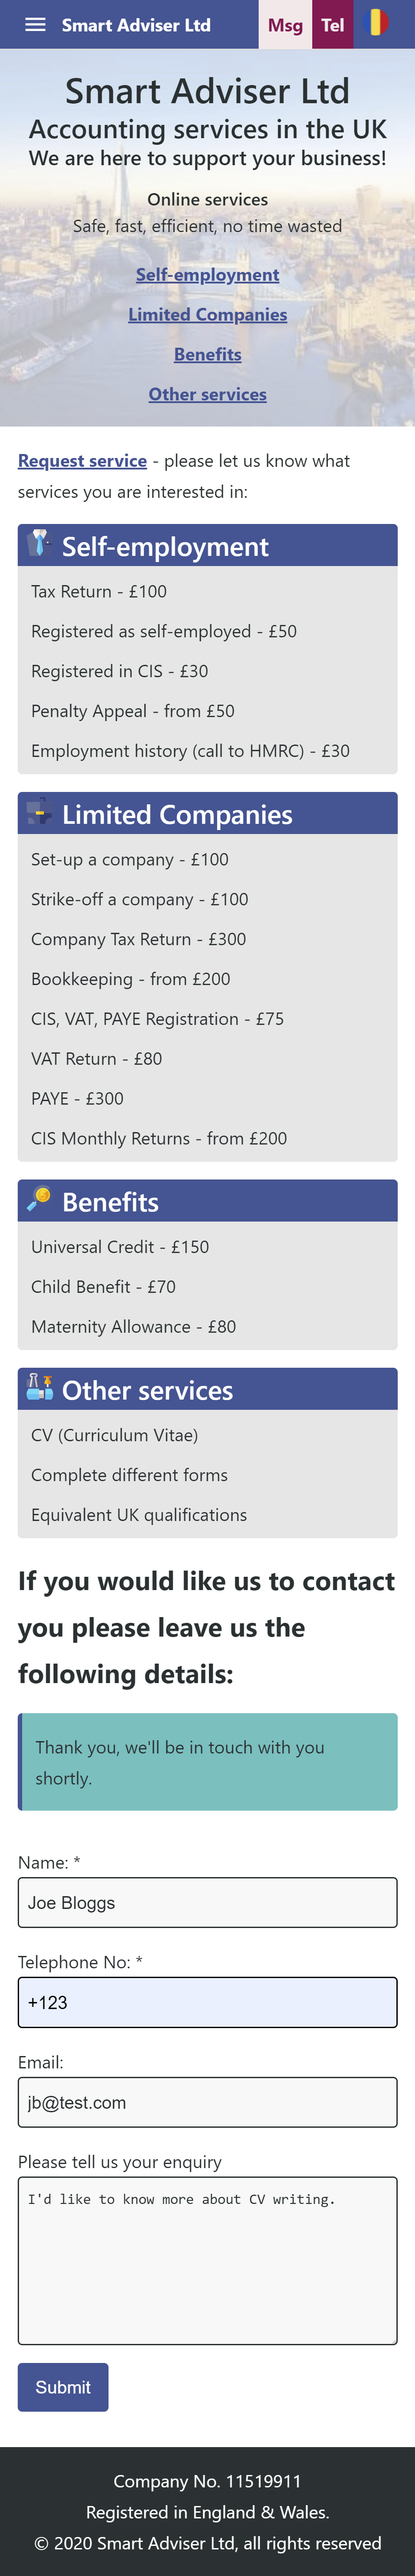 Smart Adviser Ltd
Msg
Tel
Smart Adviser Ltd
Accounting services in the UK
We are here to support your business!
Online services
Safe, fast, efficient, no time wasted
Self-employment
Limited Companies
Benefits
Other services
Request service - please let us know what
services you are interested in:
Self-employment
Tax Return - £100
Registered as self-employed - £50
Registered in CIS - £30
Penalty Appeal - from £50
Employment history (call to HMRC) - £30
Limited Companies
Set-up a company - £100
Strike-off a company - £100
Company Tax Return - £300
Bookkeeping - from £200
CIS, VAT, PAYE Registration - £75
VAT Return - £80
PAYE - £300
CIS Monthly Returns - from £200
Benefits
Universal Credit - £150
Child Benefit - £70
Maternity Allowance - £80
Other services
CV (Curriculum Vitae)
Complete different forms
Equivalent UK qualifications
If you would like us to contact
you please leave us the
following details:
Thank you, we'll be in touch with you
shortly.
Name: *
Joe Bloggs
Telephone No: *
+123
Email:
jb@test.com
Please tell us your enquiry
I'd like to know more about CV writing.
Submit
Company No. 11519911
Registered in England & Wales.
© 2020 Smart Adviser Ltd, all rights reserved